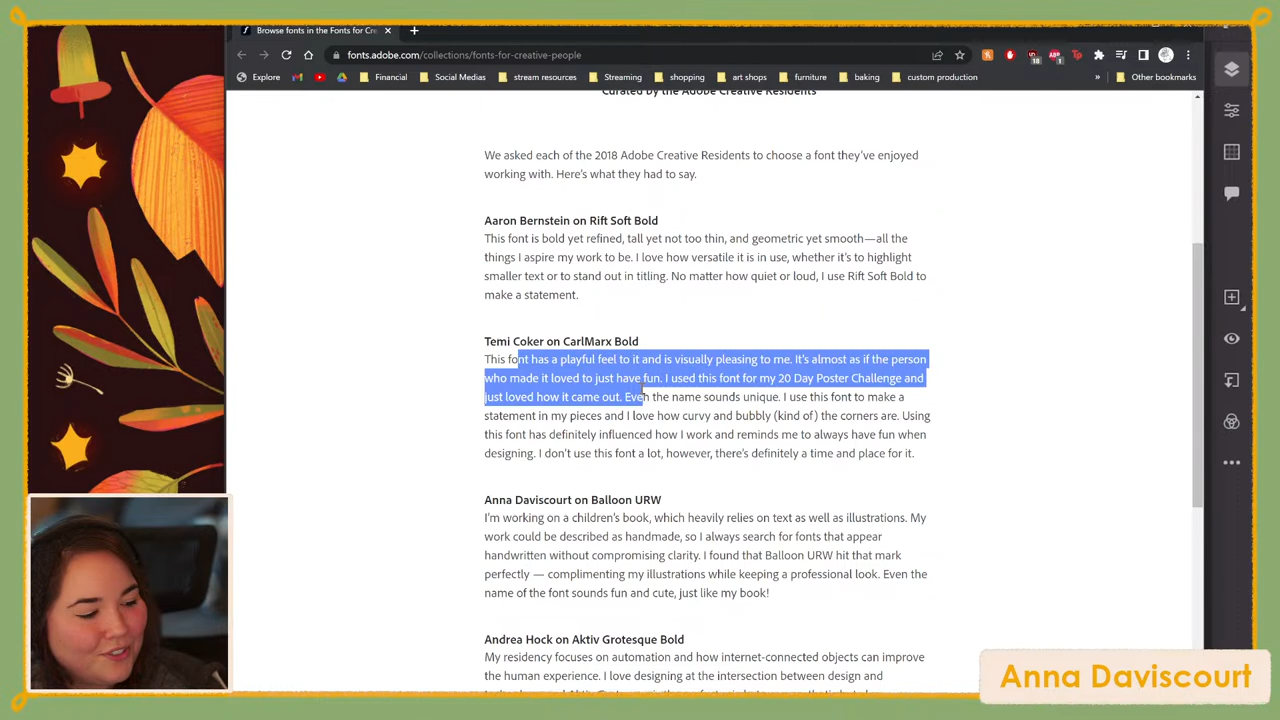 Browse fonts in the Fonts for Cre
fonts.adobe.com/collections/fonts-for-creative-people
Explore
Financial
Social Medias
stream resources
Streaming
shopping
art shops
furniture
baking
custom production
»
Other bookmarks
Curated by the Adobe Creative Residents
We asked each of the 2018 Adobe Creative Residents to choose a font they've enjoyed
working with. Here's what they had to say.
Aaron Bernstein on Rift Soft Bold
This font is bold yet refined, tall yet not too thin, and geometric yet smooth—all the
things I aspire my work to be. I love how versatile it is in use, whether it's to highlight
smaller text or to stand out in titling. No matter how quiet or loud, I use Rift Soft Bold to
make a statement.
Temi Coker on CarlMarx Bold
This font has a playful feel to it and is visually pleasing to me. It's almost as if the person
who made it loved to just have fun. I used this font for my 20 Day Poster Challenge and
just loved how it came out. Even the name sounds unique. I use this font to make a
statement in my pieces and I love how curvy and bubbly (kind of) the corners are. Using
this font has definitely influenced how I work and reminds me to always have fun when
designing. I don't use this font a lot, however, there's definitely a time and place for it.
Anna Daviscourt on Balloon URW
I'm working on a children's book, which heavily relies on text as well as illustrations. My
work could be described as handmade, so I always search for fonts that appear
handwritten without compromising clarity. I found that Balloon URW hit that mark
perfectly — complimenting my illustrations while keeping a professional look. Even the
name of the font sounds fun and cute, just like my book!
Andrea Hock on Aktiv Grotesque Bold
My residency focuses on automation and how internet-connected objects can improve
the human experience. I love designing at the intersection between design and
Anna Daviscourt